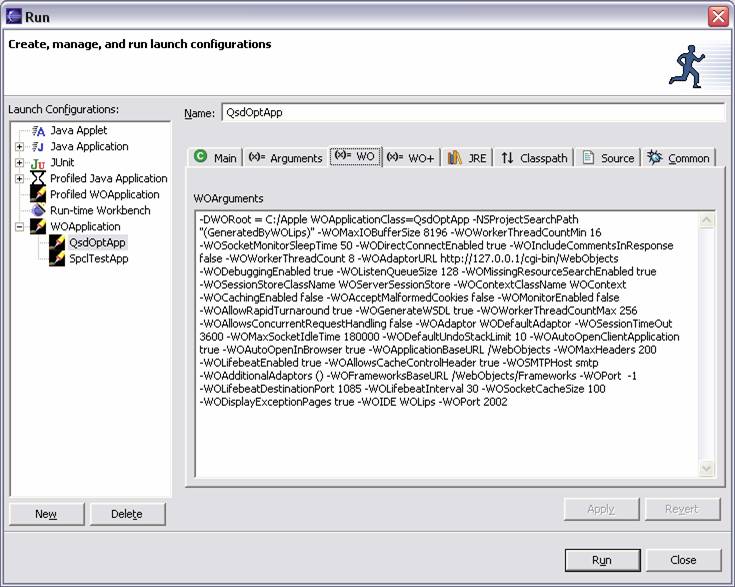 Run
Create, manage, and run launch configurations
Launch Configurations:
Java Applet
Java Application
JUnit
Profiled Java Application
Profiled WOApplication
Run-time Workbench
WOApplication
QsdOptApp
SpclTestApp
New
Delete
Name: QsdOptApp
Main (x)= Arguments (x)= WO (x)= WO+ JRE Classpath Source Common
WOArguments
-DWORoot = C:/Apple WOApplicationClass=QsdOptApp -NSProjectSearchPath
"(GeneratedByWOLips)" -WOMaxIOBufferSize 8196 -WOWorkerThreadCountMin 16
-WOSocketMonitorSleepTime 50 -WODirectConnectEnabled true -WOIncludeCommentsInResponse
false -WOWorkerThreadCount 8 -WOAdaptorURL http://127.0.0.1/cgi-bin/WebObjects
-WODebuggingEnabled true -WOListenQueueSize 128 -WOMissingResourceSearchEnabled true
-WOSessionStoreClassName WOServerSessionStore -WOContextClassName WOContext
-WOCachingEnabled false -WOAcceptMalformedCookies false -WOMonitorEnabled false
-WOAllowRapidTurnaround true -WOGenerateWSDL true -WOWorkerThreadCountMax 256
-WOAllowsConcurrentRequestHandling false -WOAdaptor WODefaultAdaptor -WOSessionTimeOut
3600 -WOMaxSocketIdleTime 180000 -WODefaultUndoStackLimit 10 -WOAutoOpenClientApplication
true -WOAutoOpenInBrowser true -WOApplicationBaseURL /WebObjects -WOMaxHeaders 200
-WOLifebeatEnabled true -WOAllowsCacheControlHeader true -WOSMTPHost smtp
-WOAdditionalAdaptors () -WOFrameworksBaseURL /WebObjects/Frameworks -WOPort -1
-WOLifebeatDestinationPort 1085 -WOLifebeatInterval 30 -WOSocketCacheSize 100
-WODisplayExceptionPages true -WOIDE WOLips -WOPort 2002
Apply
Revert
Run
Close